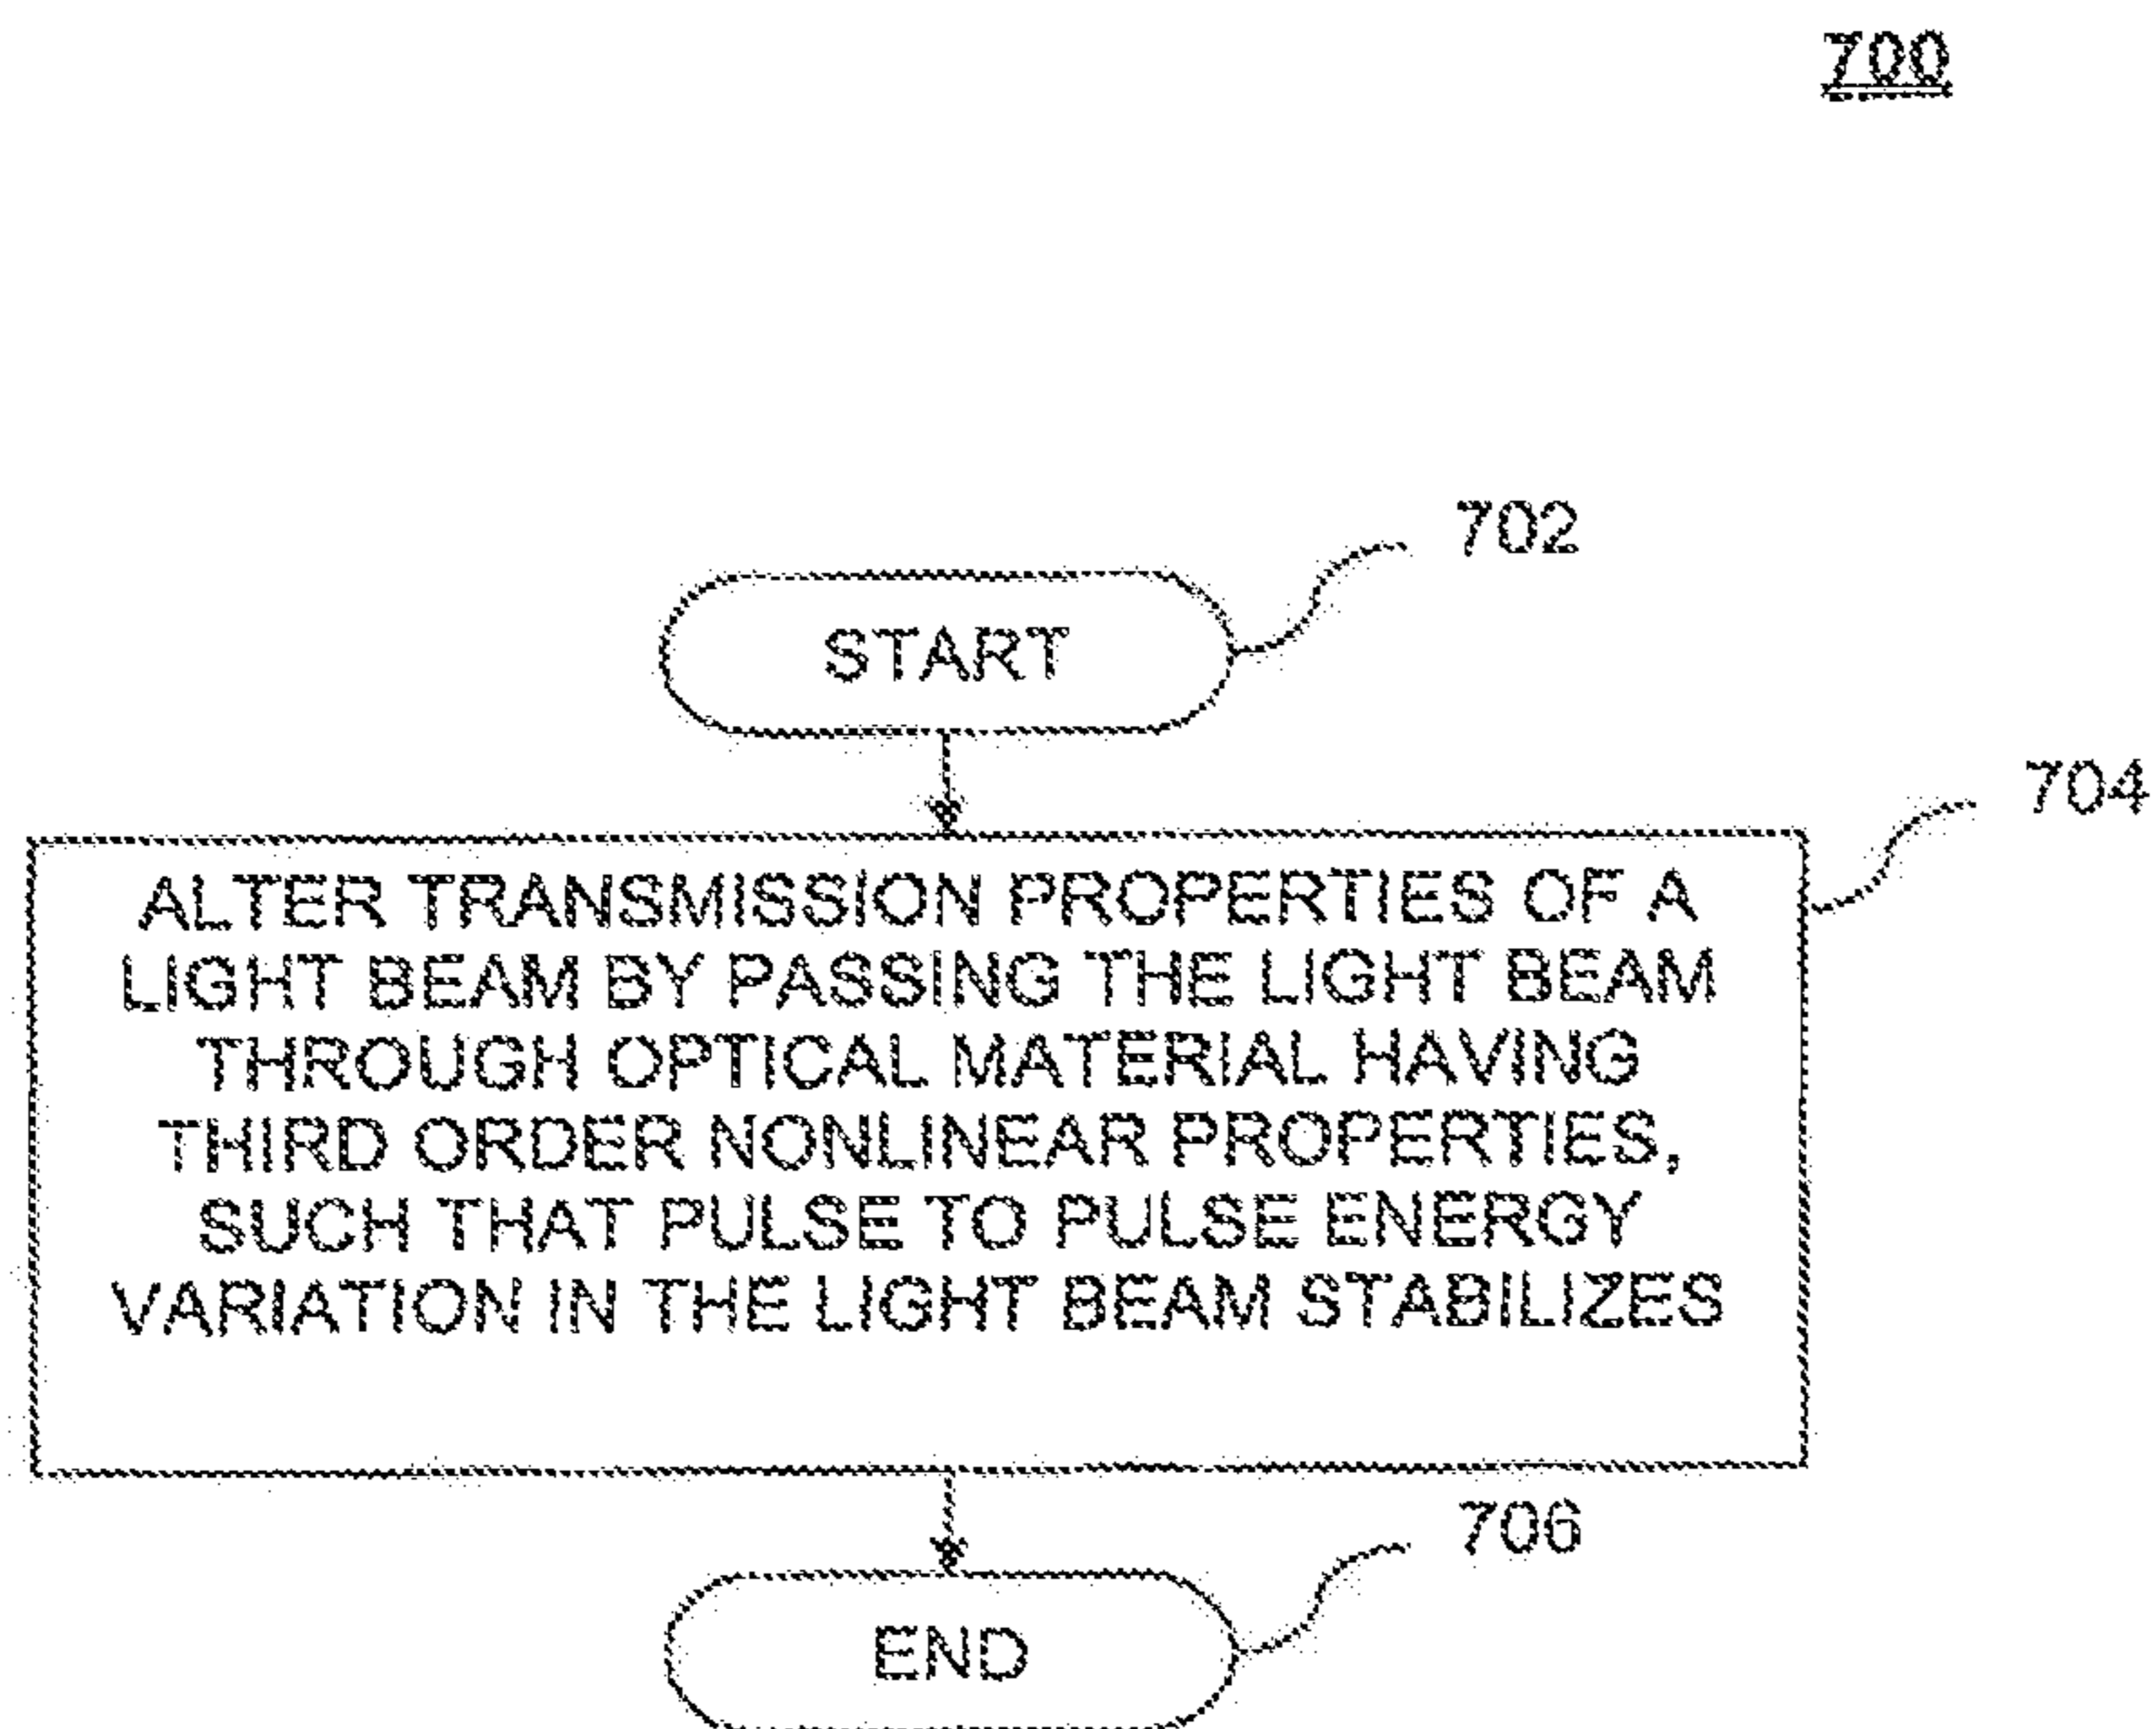 700
702
START
704
ALTER TRANSMISSION PROPERTIES OF A
LIGHT BEAM BY PASSING THE LIGHT BEAM
THROUGH OPTICAL MATERIAL HAVING
THIRD ORDER NONLINEAR PROPERTIES,
SUCH THAT PULSE TO PULSE ENERGY
VARIATION IN THE LIGHT BEAM STABILIZES
706
END